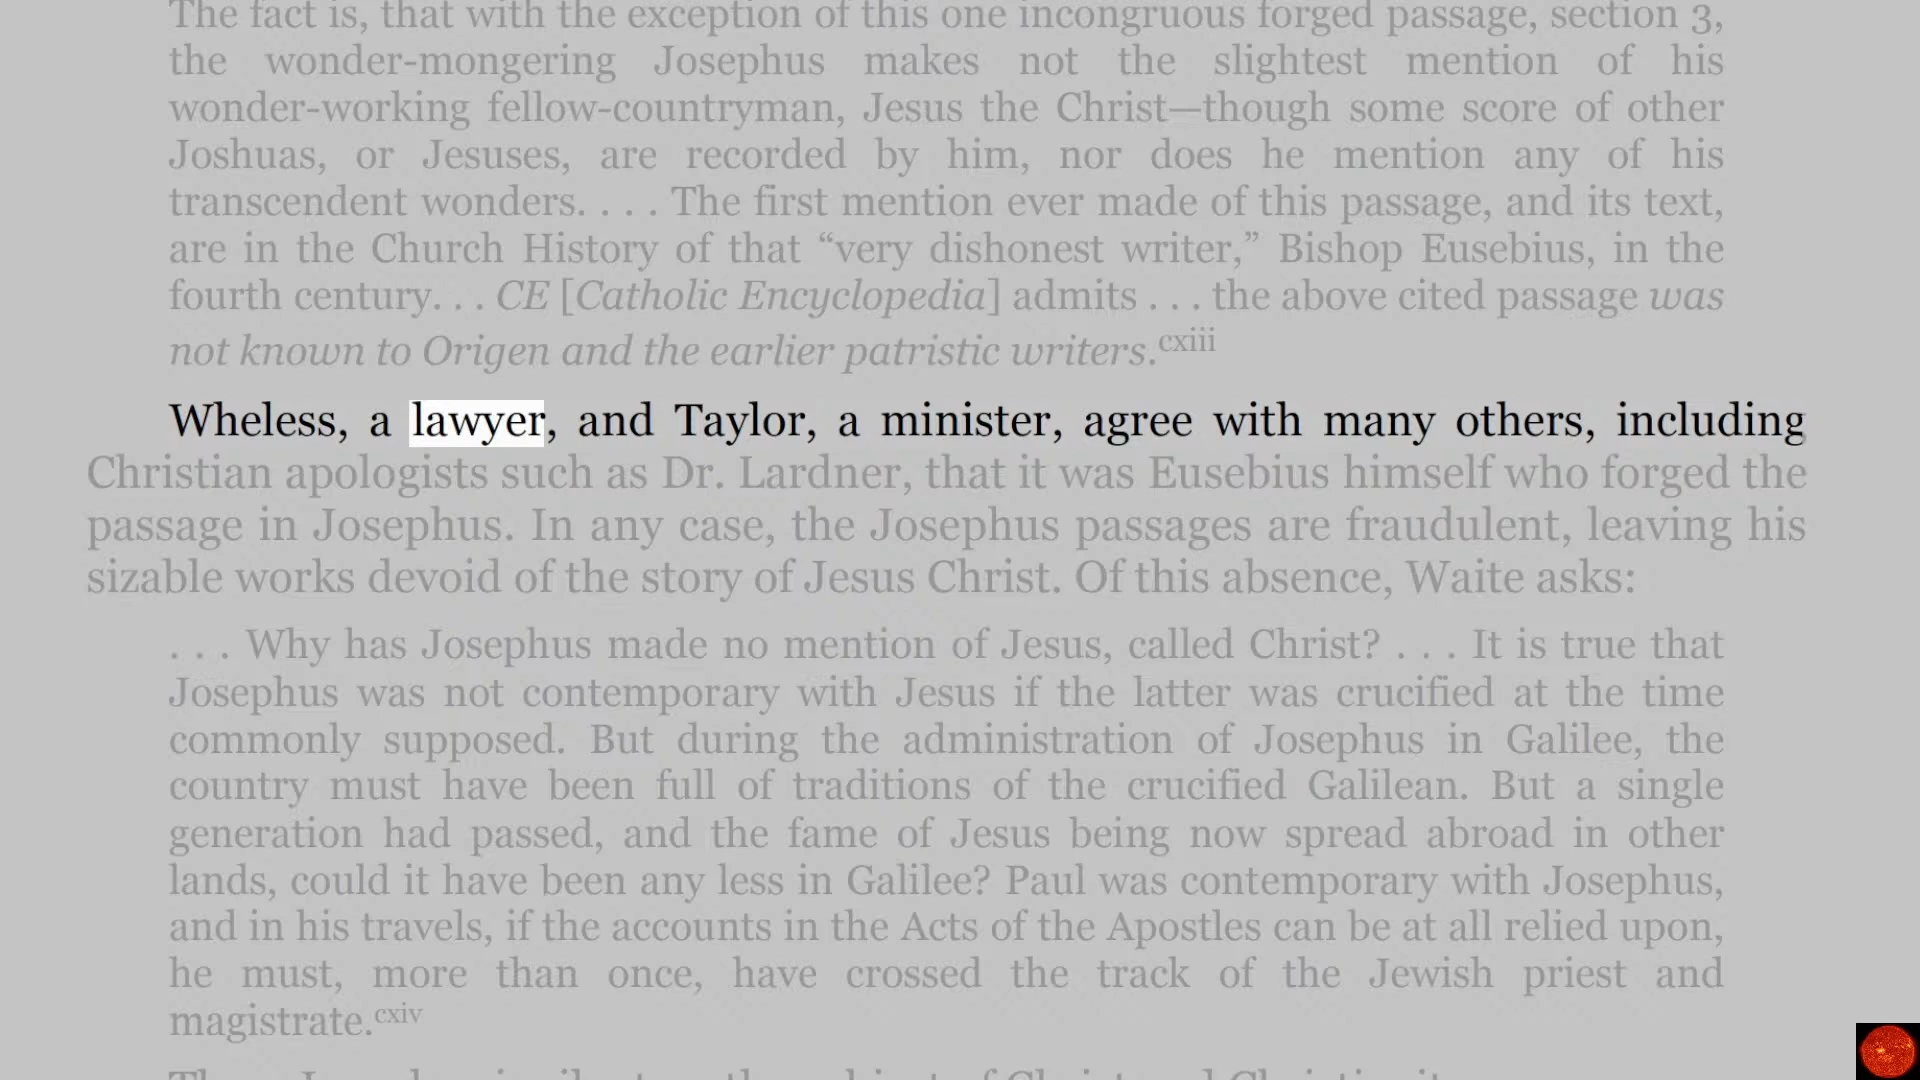 The fact is, that with the exception of this one incongruous forged passage, section 3,
the wonder-mongering Josephus makes not the slightest mention of his
wonder-working fellow-countryman, Jesus the Christ—though some score of other
Joshuas, or Jesuses, are recorded by him, nor does he mention any of his
transcendent wonders. . . . The first mention ever made of this passage, and its text,
are in the Church History of that “very dishonest writer,” Bishop Eusebius, in the
fourth century. . . CE [Catholic Encyclopedia] admits . . . the above cited passage was
not known to Origen and the earlier patristic writers.cxiii
Wheless, a lawyer, and Taylor, a minister, agree with many others, including
Christian apologists such as Dr. Lardner, that it was Eusebius himself who forged the
passage in Josephus. In any case, the Josephus passages are fraudulent, leaving his
sizable works devoid of the story of Jesus Christ. Of this absence, Waite asks:
. . . Why has Josephus made no mention of Jesus, called Christ? . . . It is true that
Josephus was not contemporary with Jesus if the latter was crucified at the time
commonly supposed. But during the administration of Josephus in Galilee, the
country must have been full of traditions of the crucified Galilean. But a single
generation had passed, and the fame of Jesus being now spread abroad in other
lands, could it have been any less in Galilee? Paul was contemporary with Josephus,
and in his travels, if the accounts in the Acts of the Apostles can be at all relied upon,
he must, more than once, have crossed the track of the Jewish priest and
magistrate.cxiv